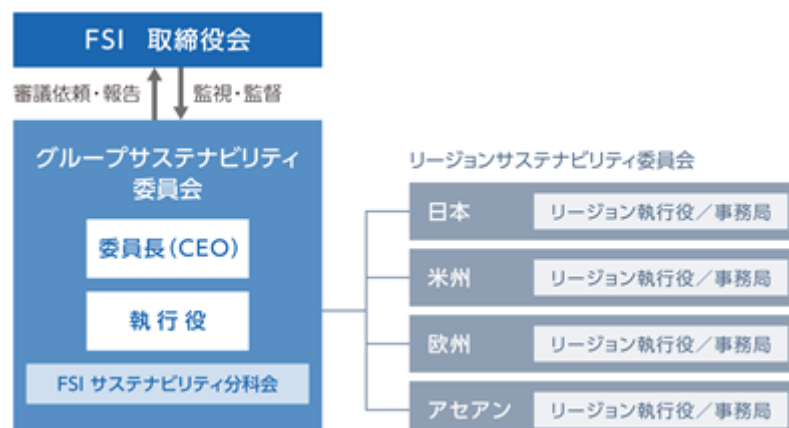 FSI 取締役会
審議依頼・報告
監視・監督
グループサステナビリティ
委員会
委員長(CEO)
執行役
FSI サステナビリティ分科会
リージョンサステナビリティ委員会
日本 リージョン執行役/事務局
米州 リージョン執行役/事務局
欧州 リージョン執行役/事務局
アセアン リージョン執行役/事務局